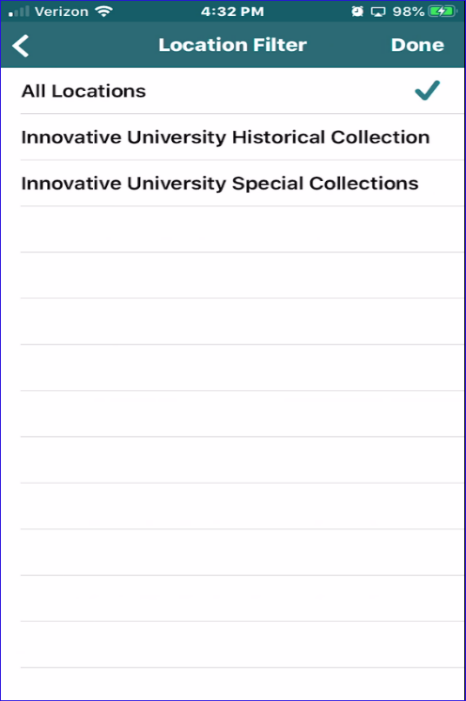 Verizon 4:32 PM 98%
Location Filter Done
All Locations
Innovative University Historical Collection
Innovative University Special Collections